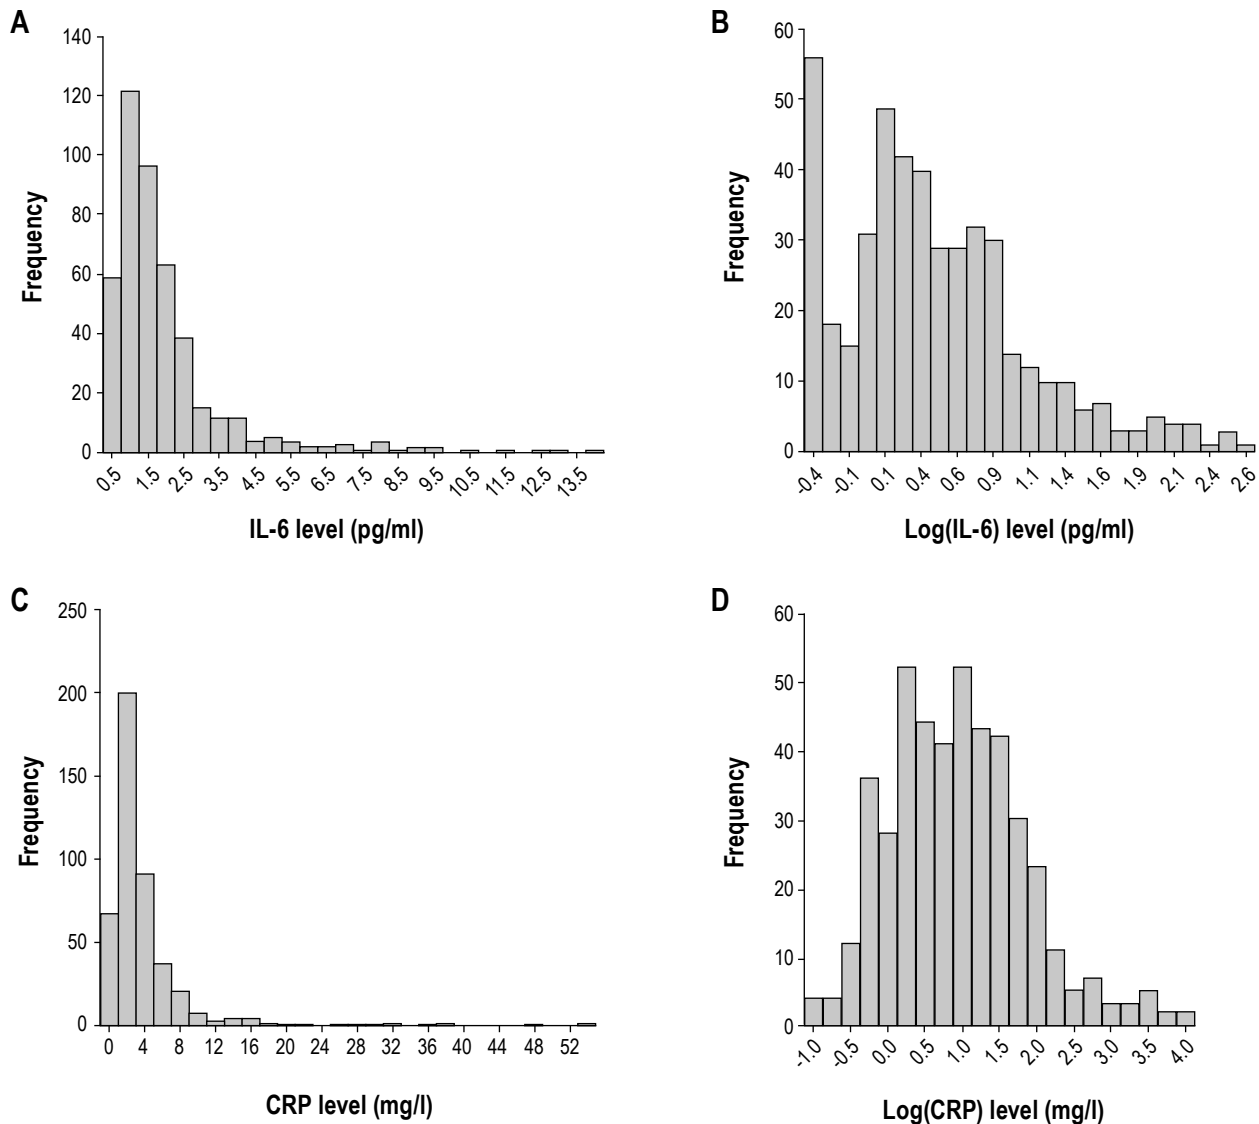 A
140
120
100
80
60
40
20
0
Frequency
0.5 1.5 2.5 3.5 4.5 5.5 6.5 7.5 8.5 9.5 10.5 11.5 12.5 13.5
IL-6 level (pg/ml)
B
60
50
40
30
20
10
0
Frequency
-0.4 -0.1 0.1 0.4 0.6 0.9 1.1 1.4 1.6 1.9 2.1 2.4 2.6
Log(IL-6) level (pg/ml)
C
250
200
150
100
50
0
Frequency
0 4 8 12 16 20 24 28 32 36 40 44 48 52
CRP level (mg/l)
D
60
50
40
30
20
10
0
Frequency
-1.0 -0.5 0.0 0.5 1.0 1.5 2.0 2.5 3.0 3.5 4.0
Log(CRP) level (mg/l)